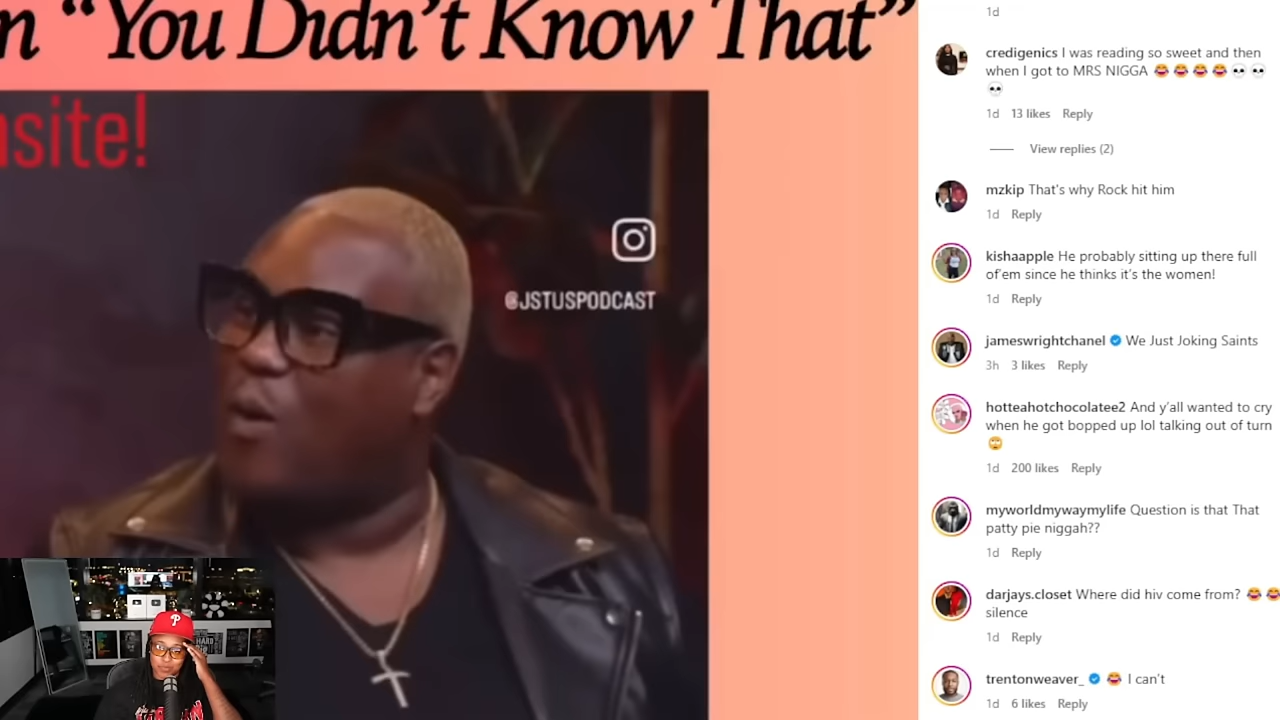 n “You Didn’t Know That”
nsite!
@JSTUSPODCAST
1d
credigenics I was reading so sweet and then
when I got to MRS NIGGA 😂😂😂😂💀💀
💀
1d 13 likes Reply
View replies (2)
mzkip That's why Rock hit him
1d Reply
kishaapple He probably sitting up there full
of'em since he thinks it's the women!
1d Reply
jameswrightchanel We Just Joking Saints
3h 3 likes Reply
hotteahotchocolatee2 And y'all wanted to cry
when he got bopped up lol talking out of turn
🙄
1d 200 likes Reply
myworldmywaymylife Question is that That
patty pie niggah??
1d Reply
darjays.closet Where did hiv come from? 😂😂
silence
1d Reply
trentonweaver_ 😂 I can't
1d 6 likes Reply
P